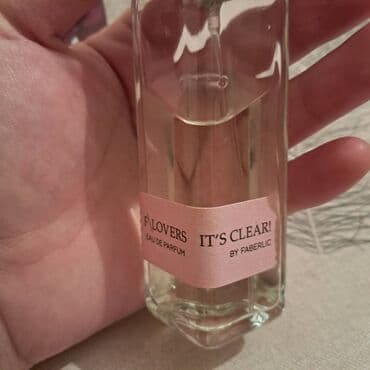 F\LOVERS IT'S CLEAR!
EAU DE PARFUM BY FABERLIC